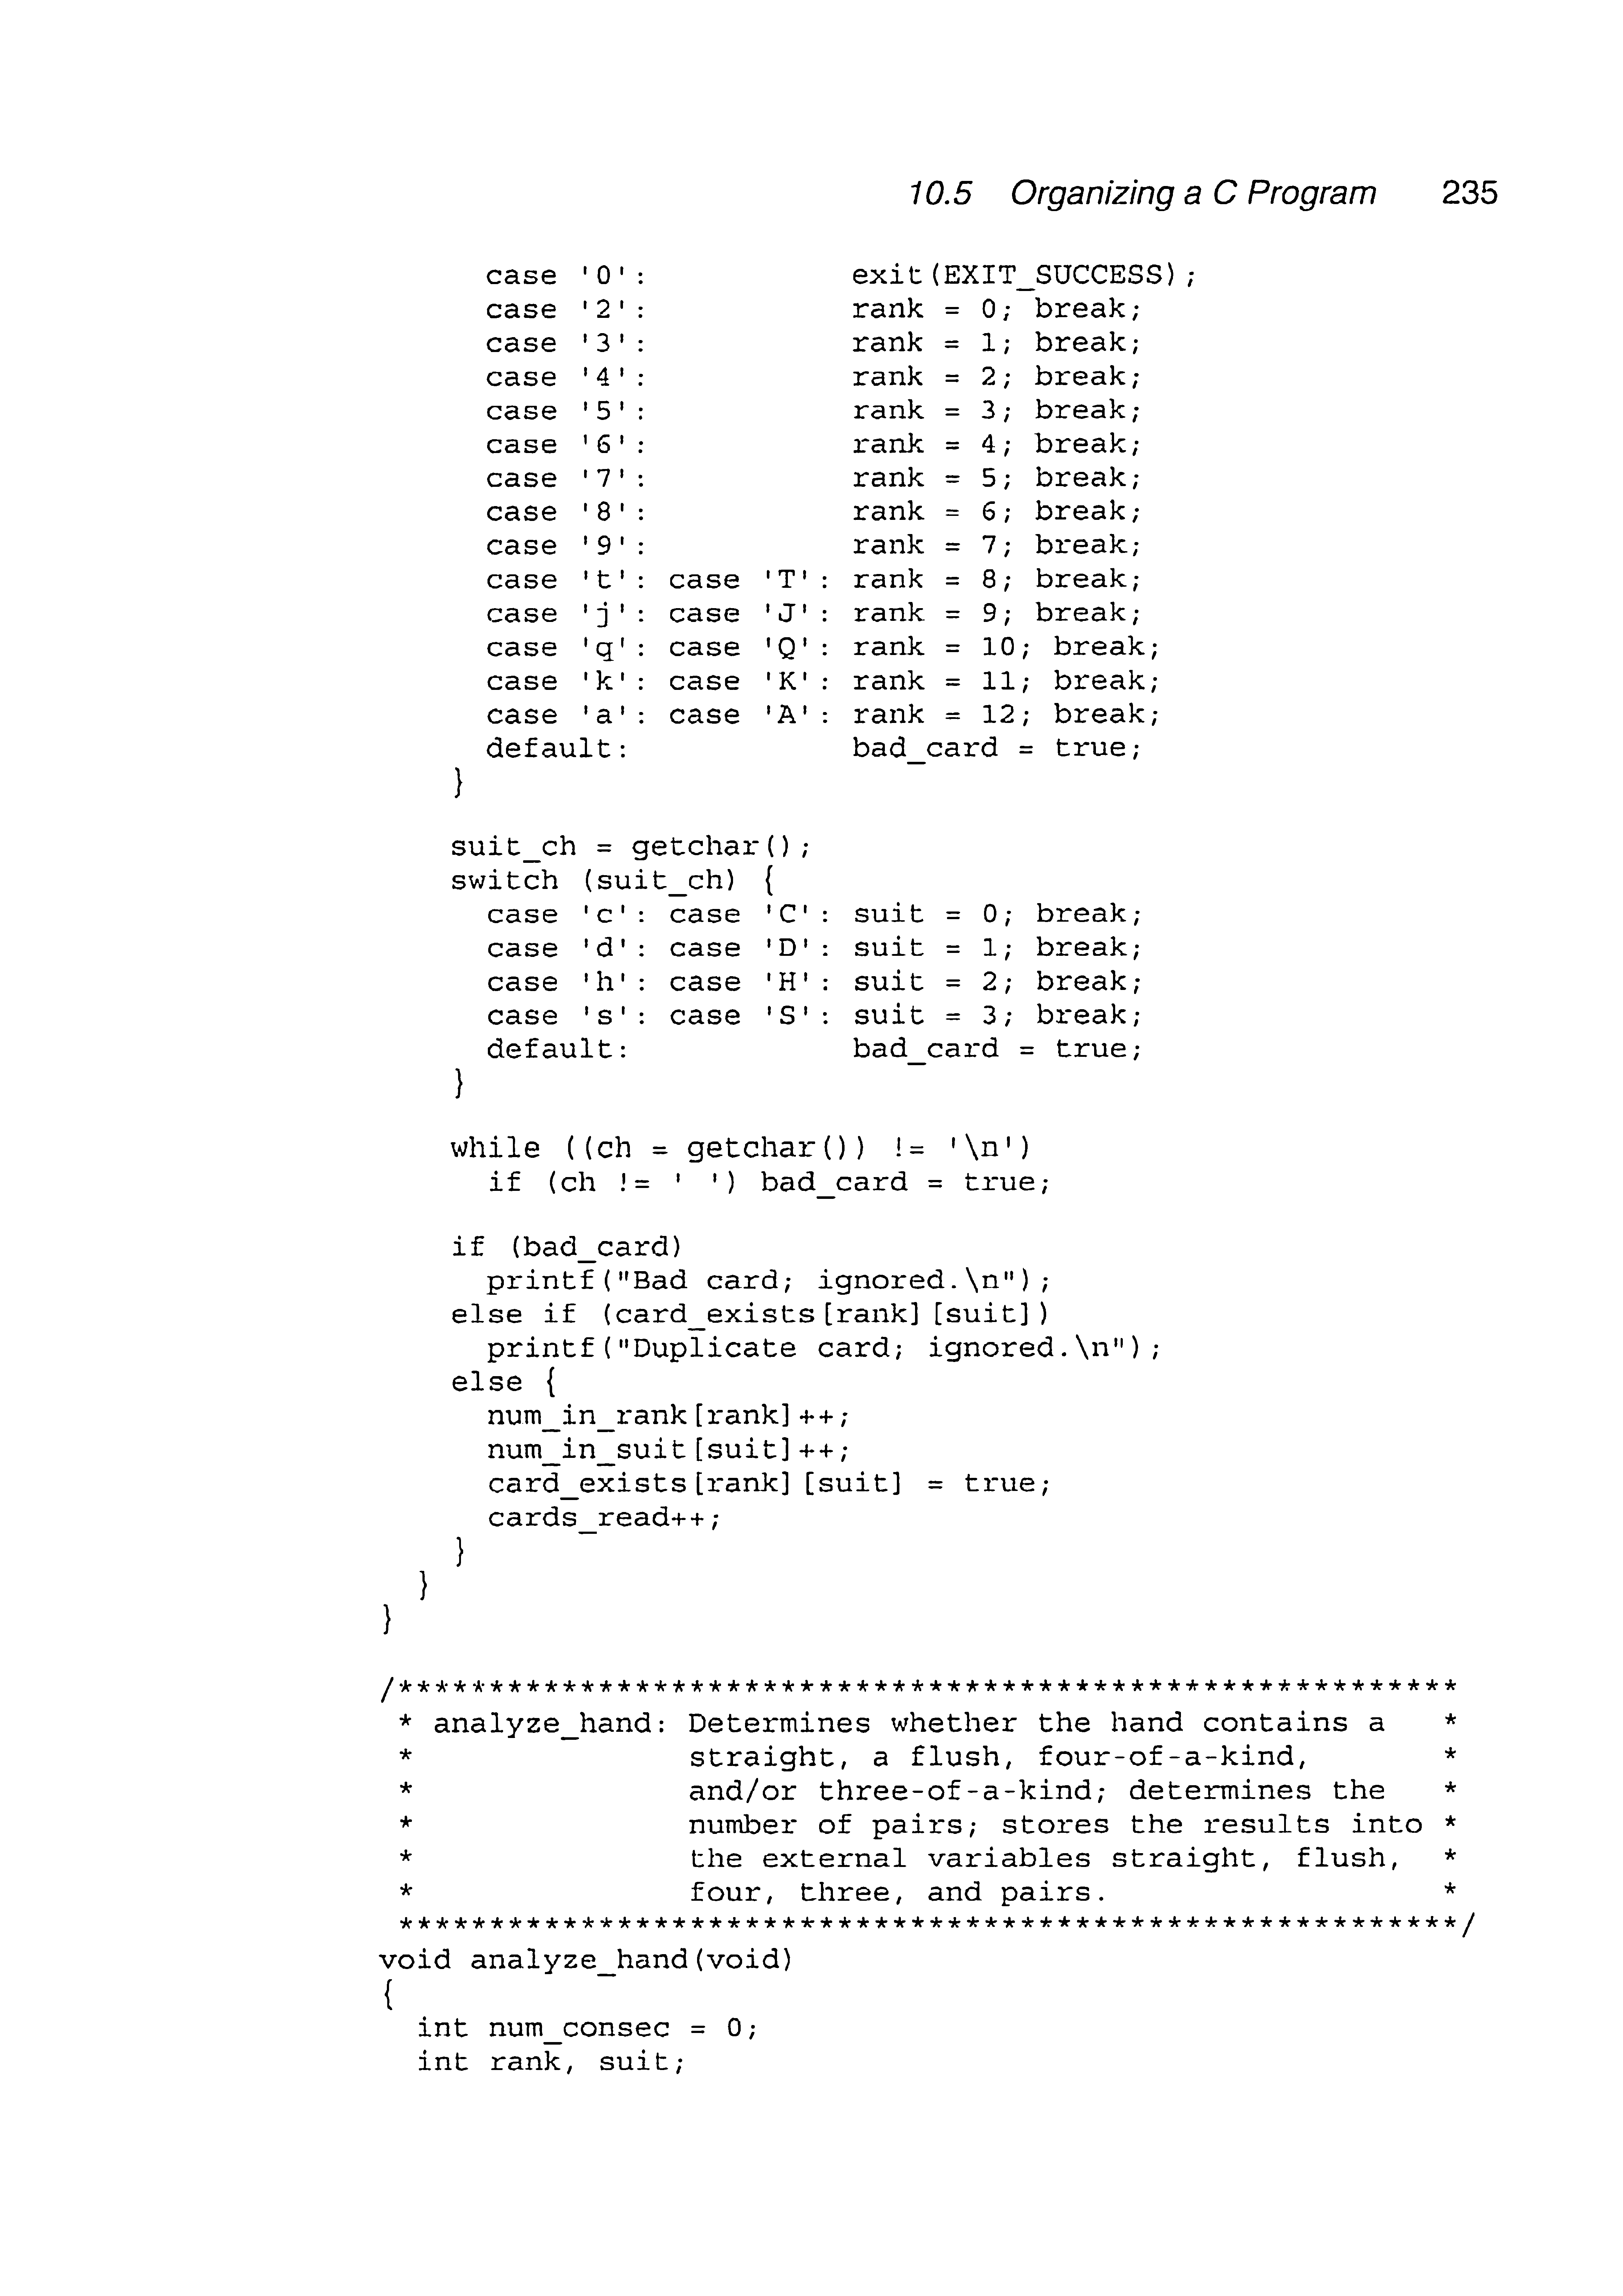 10.5 Organizing a C Program 235
case '0': exit(EXIT_SUCCESS);
case '2': rank = 0; break;
case '3': rank = 1; break;
case '4': rank = 2; break;
case '5': rank = 3; break;
case '6': rank = 4; break;
case '7': rank = 5; break;
case '8': rank = 6; break;
case '9': rank = 7; break;
case 't': case 'T': rank = 8; break;
case 'j': case 'J': rank = 9; break;
case 'q': case 'Q': rank = 10; break;
case 'k': case 'K': rank = 11; break;
case 'a': case 'A': rank = 12; break;
default: bad_card = true;
}
suit_ch = getchar();
switch (suit_ch) {
case 'c': case 'C': suit = 0; break;
case 'd': case 'D': suit = 1; break;
case 'h': case 'H': suit = 2; break;
case 's': case 'S': suit = 3; break;
default: bad_card = true;
}
while ((ch = getchar()) != '\n')
if (ch != ' ') bad_card = true;
if (bad_card)
printf("Bad card; ignored.\n");
else if (card_exists[rank][suit])
printf("Duplicate card; ignored.\n");
else {
num_in_rank[rank]++;
num_in_suit[suit]++;
card_exists[rank][suit] = true;
cards_read++;
}
}
}
/**********************************************************
* analyze_hand: Determines whether the hand contains a *
* straight, a flush, four-of-a-kind, *
* and/or three-of-a-kind; determines the *
* number of pairs; stores the results into *
* the external variables straight, flush, *
* four, three, and pairs. *
**********************************************************/
void analyze_hand(void)
{
int num_consec = 0;
int rank, suit;